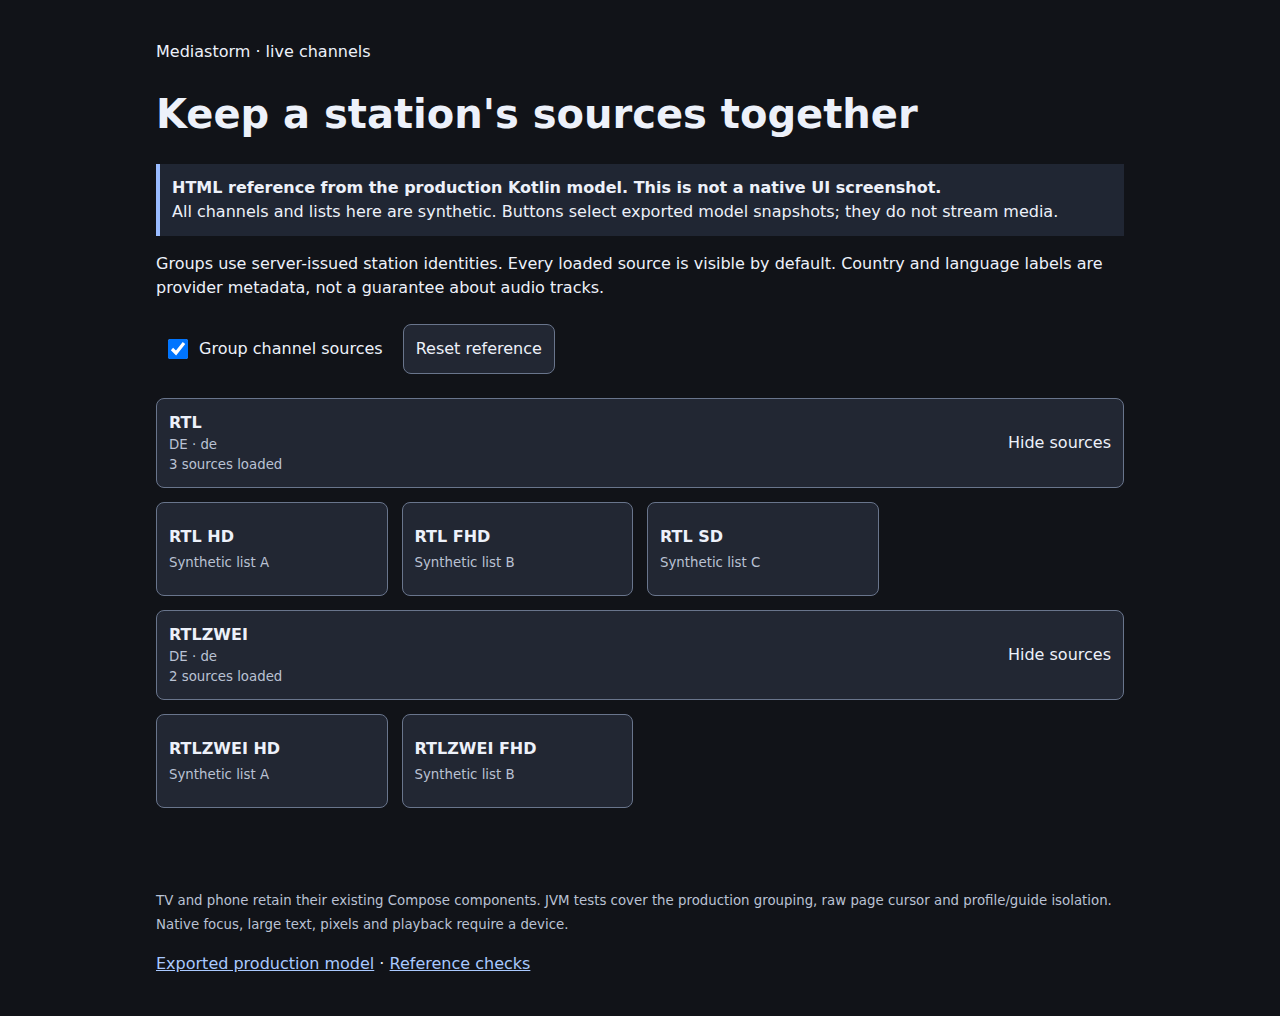 Mediastorm · live channels
Keep a station's sources together
HTML reference from the production Kotlin model. This is not a native UI screenshot.
All channels and lists here are synthetic. Buttons select exported model snapshots; they do not stream media.
Groups use server-issued station identities. Every loaded source is visible by default. Country and language labels are
provider metadata, not a guarantee about audio tracks.
Group channel sources
Reset reference
RTL
DE · de
3 sources loaded
Hide sources
RTL HD
Synthetic list A
RTL FHD
Synthetic list B
RTL SD
Synthetic list C
RTLZWEI
DE · de
2 sources loaded
Hide sources
RTLZWEI HD
Synthetic list A
RTLZWEI FHD
Synthetic list B
TV and phone retain their existing Compose components. JVM tests cover the production grouping, raw page cursor and profile/guide isolation.
Native focus, large text, pixels and playback require a device.
Exported production model · Reference checks